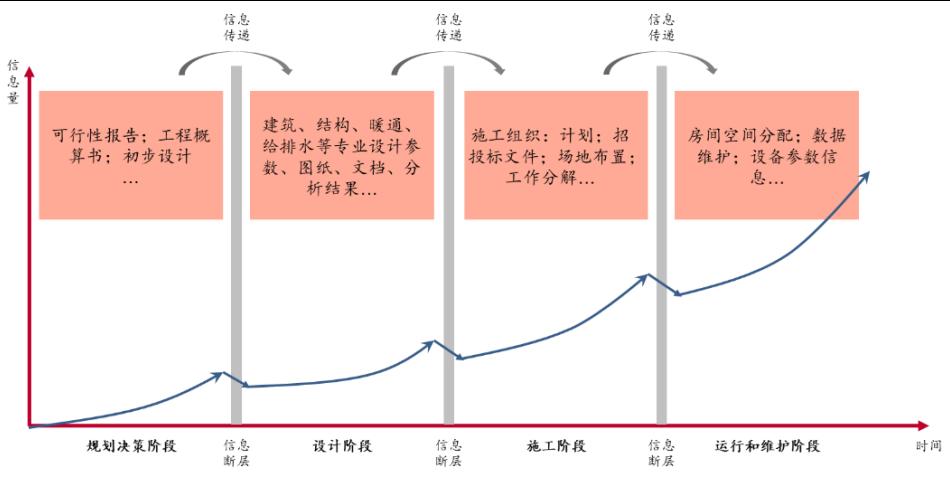 信息
传递
信息
传递
信息
传递
信
息
量
可行性报告；工程概
算书；初步设计
…
建筑、结构、暖通、
给排水等专业设计参
数、图纸、文档、分
析结果…
施工组织：计划；招
投标文件；场地布置；
工作分解…
房间空间分配；数据
维护；设备参数信
息…
规划决策阶段
信息
断层
设计阶段
信息
断层
施工阶段
信息
断层
运行和维护阶段
时间